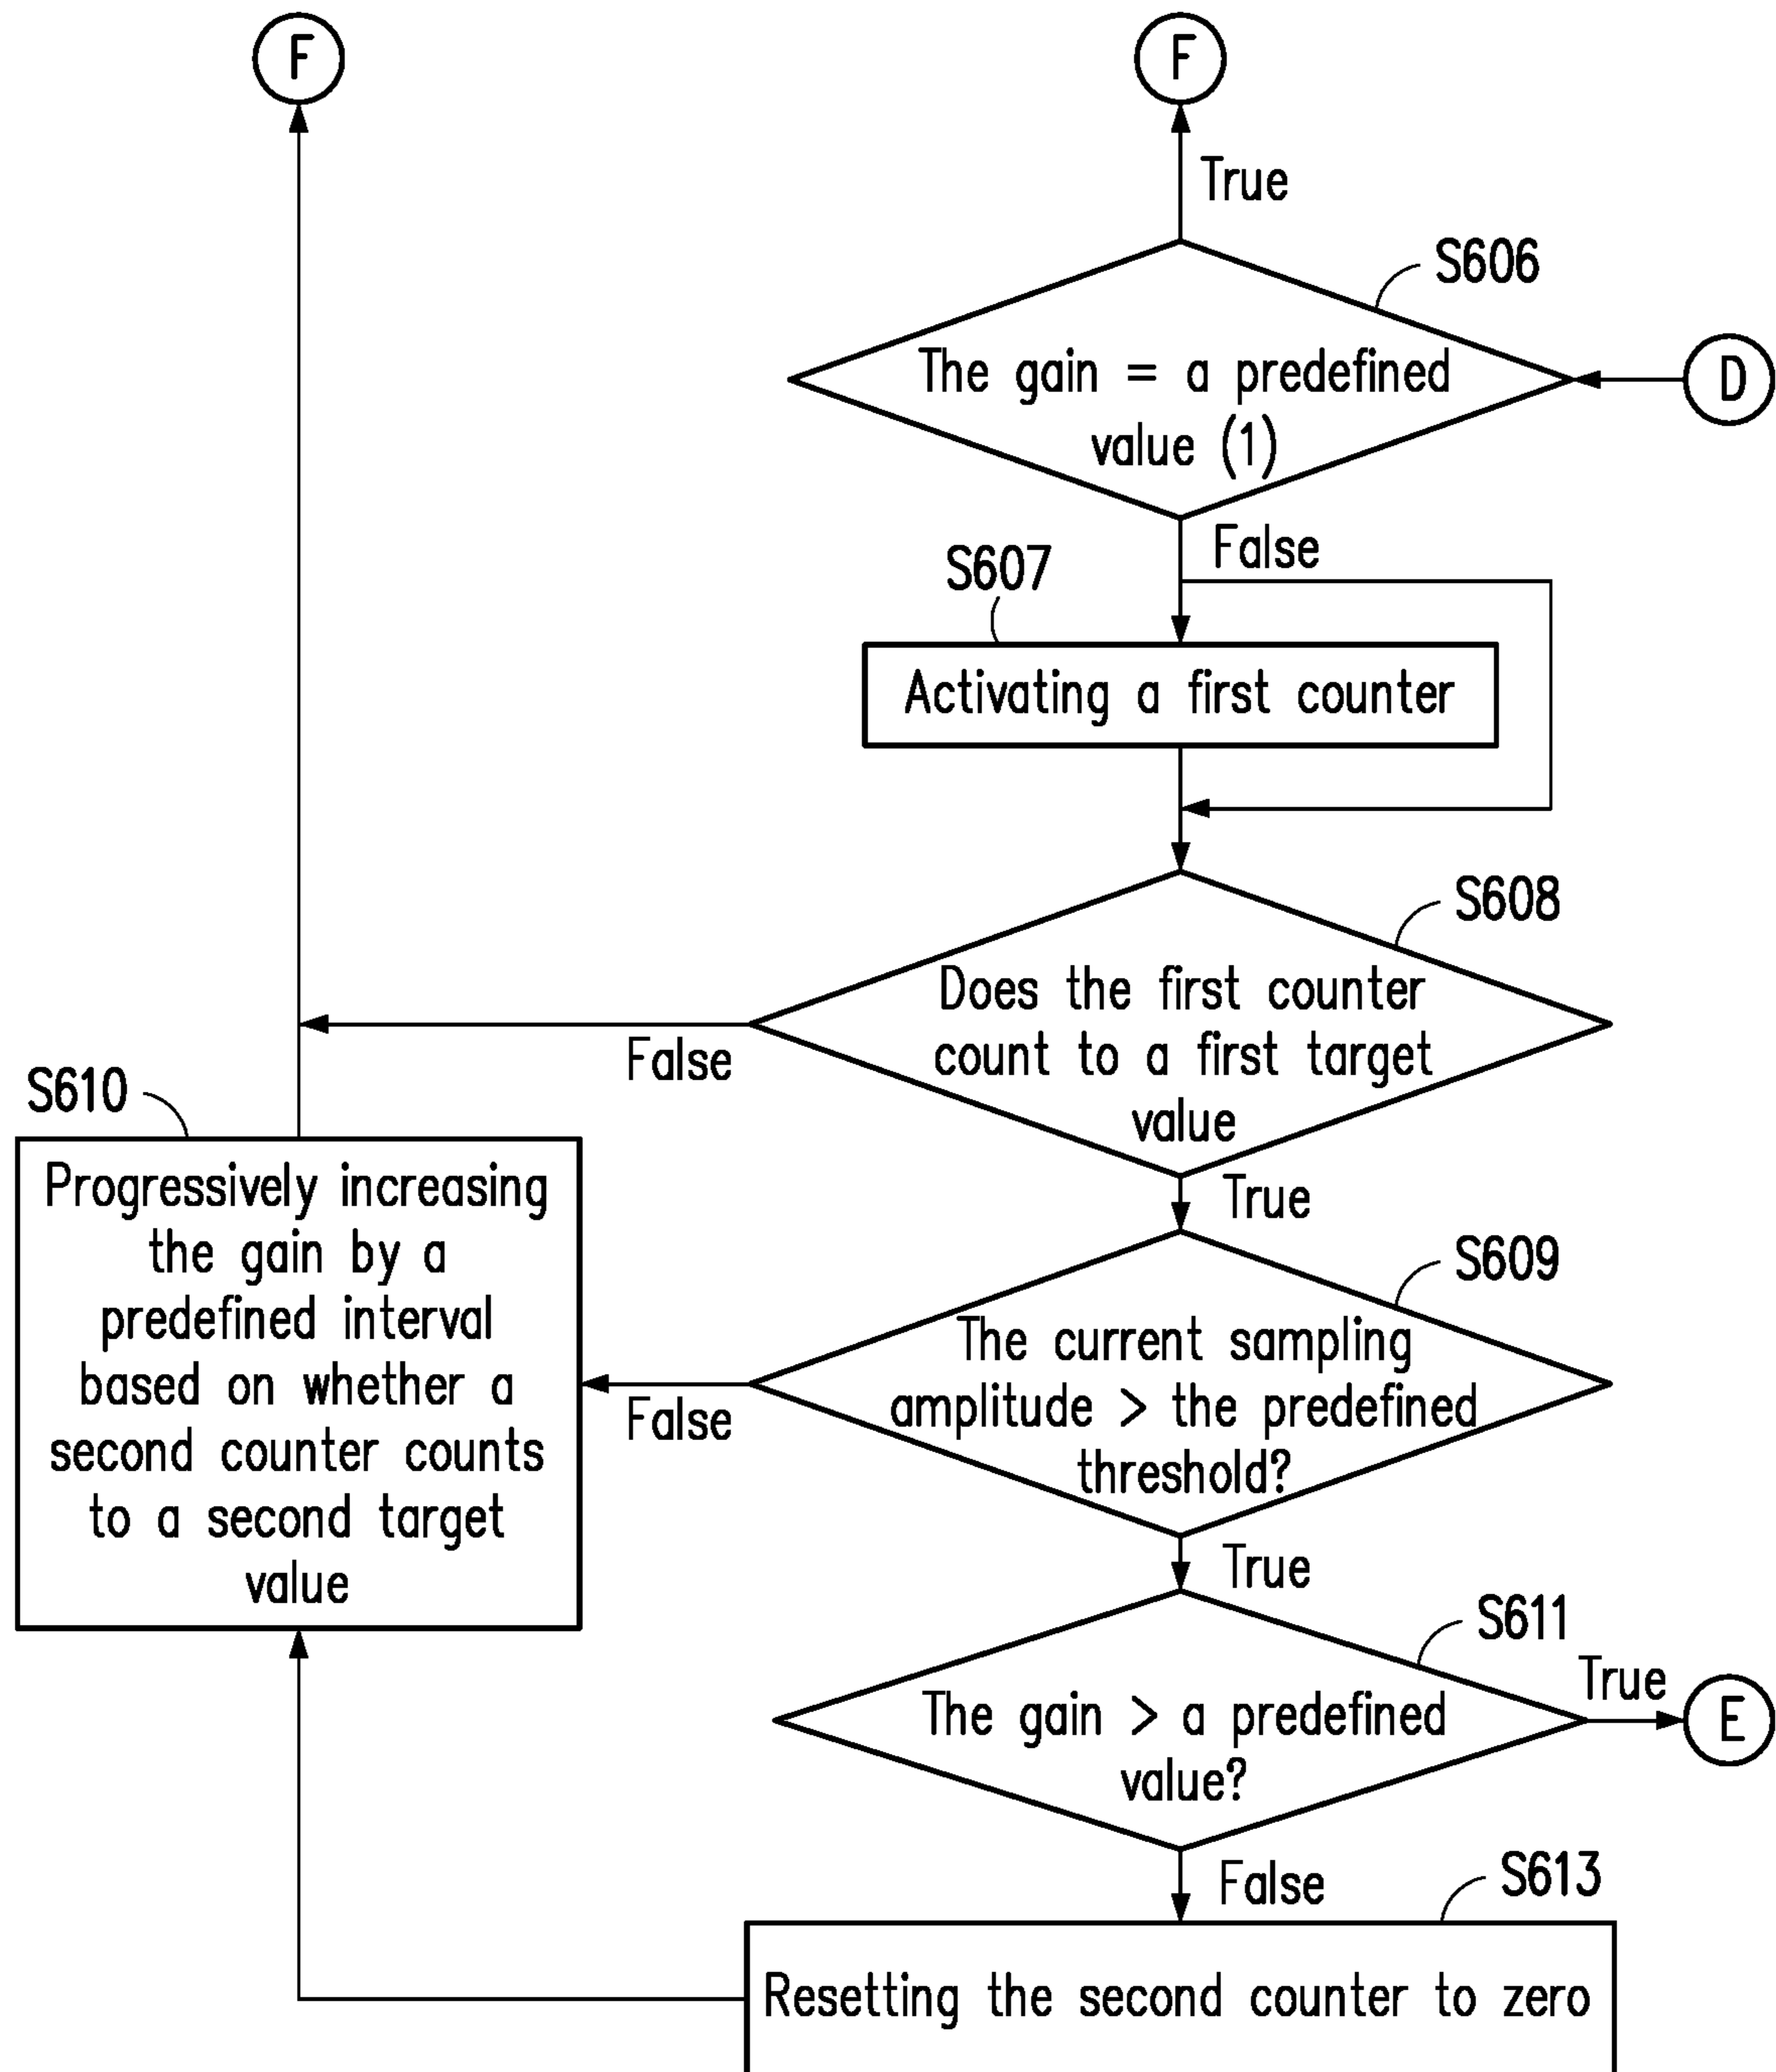 F
F
True
S606
The gain = a predefined
value (1)
D
False
S607
Activating a first counter
S608
Does the first counter
count to a first target
value
False
True
S610
Progressively increasing
the gain by a
predefined interval
based on whether a
second counter counts
to a second target
value
S609
The current sampling
amplitude > the predefined
threshold?
False
True
S611
The gain > a predefined
value?
True
E
False
S613
Resetting the second counter to zero